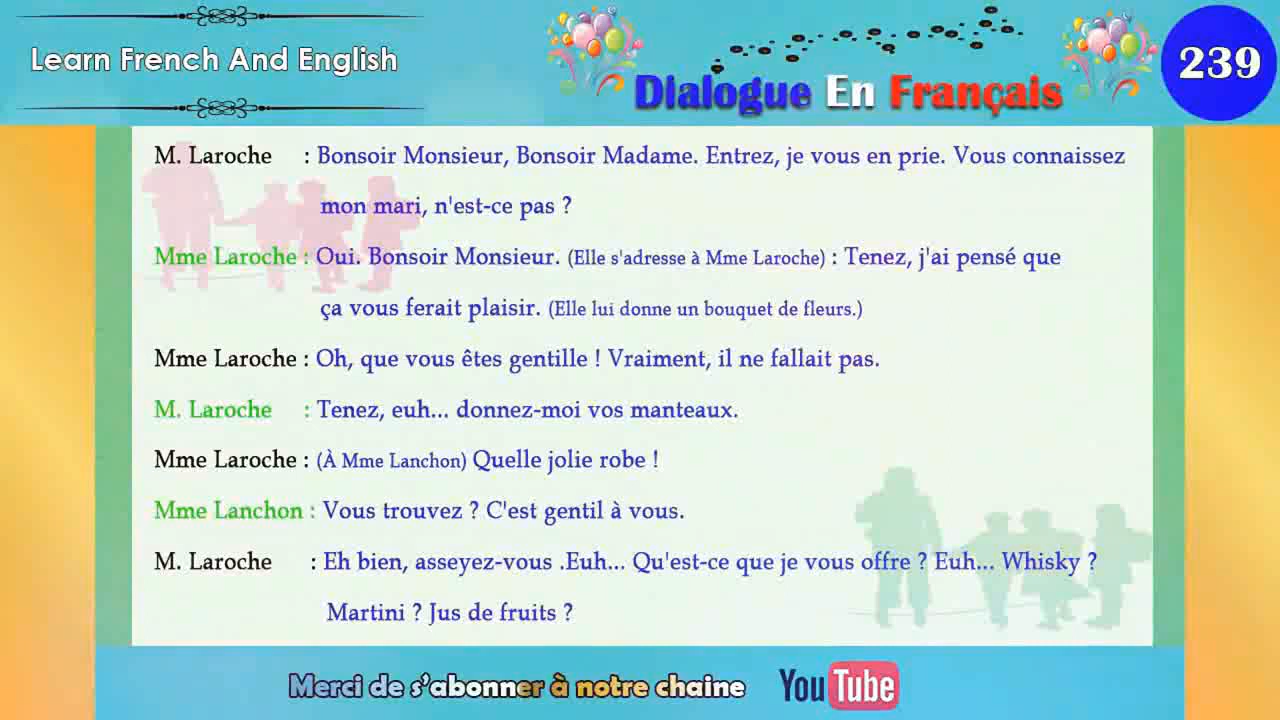 Learn French And English
Dialogue En Français
239
M. Laroche : Bonsoir Monsieur, Bonsoir Madame. Entrez, je vous en prie. Vous connaissez
mon mari, n'est-ce pas ?
Mme Laroche : Oui. Bonsoir Monsieur. (Elle s'adresse à Mme Laroche) : Tenez, j'ai pensé que
ça vous ferait plaisir. (Elle lui donne un bouquet de fleurs.)
Mme Laroche : Oh, que vous êtes gentille ! Vraiment, il ne fallait pas.
M. Laroche : Tenez, euh... donnez-moi vos manteaux.
Mme Laroche : (À Mme Lanchon) Quelle jolie robe !
Mme Lanchon : Vous trouvez ? C'est gentil à vous.
M. Laroche : Eh bien, asseyez-vous .Euh... Qu'est-ce que je vous offre ? Euh... Whisky ?
Martini ? Jus de fruits ?
Merci de s'abonner à notre chaine
YouTube